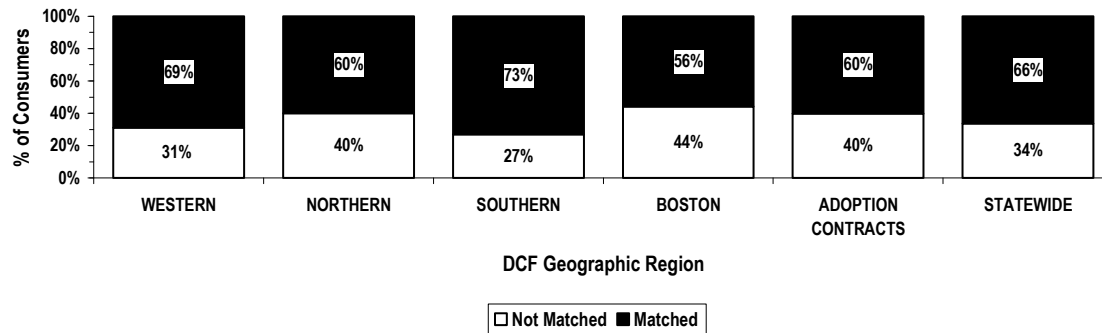 100%
80%
60%
40%
20%
0%
% of Consumers
69% 60% 73% 56% 60% 66%
31% 40% 27% 44% 40% 34%
WESTERN NORTHERN SOUTHERN BOSTON ADOPTION CONTRACTS STATEWIDE
DCF Geographic Region
Not Matched Matched